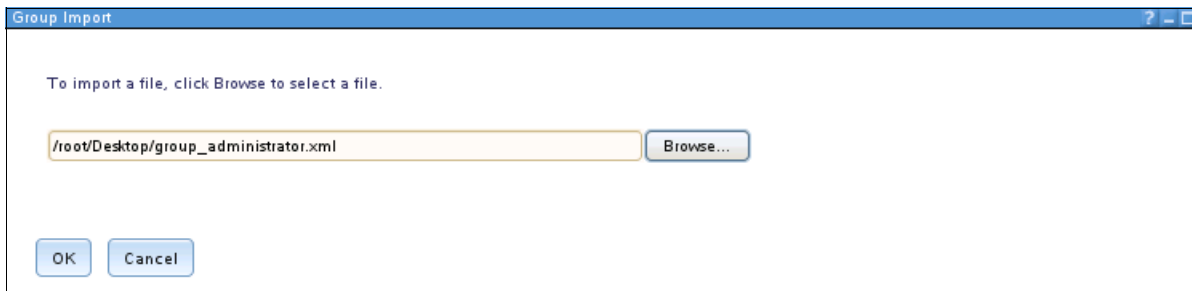 Group Import
?
To import a file, click Browse to select a file.
/root/Desktop/group_administrator.xml
Browse...
OK
Cancel